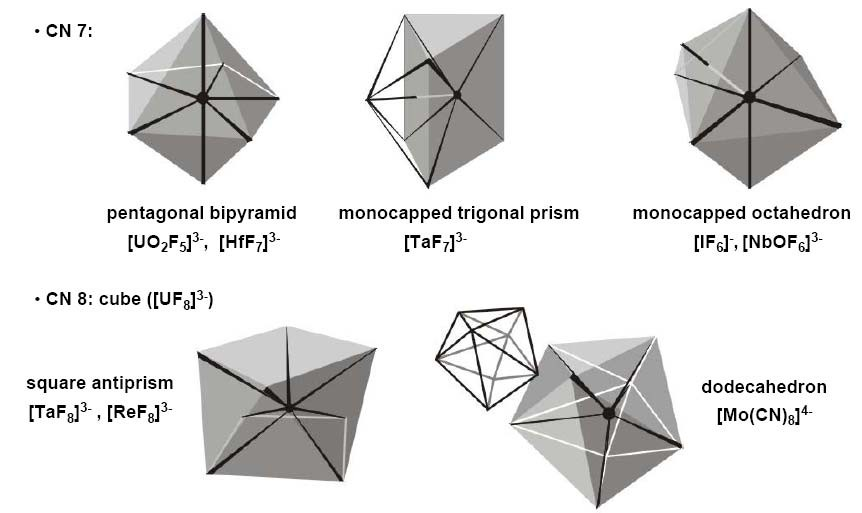 • CN 7:
pentagonal bipyramid
[UO₂F₅]³⁻, [HfF₇]³⁻
monocapped trigonal prism
[TaF₇]³⁻
monocapped octahedron
[IF₆]⁻, [NbOF₆]³⁻
• CN 8: cube ([UF₈]³⁻)
square antiprism
[TaF₈]³⁻ , [ReF₈]³⁻
dodecahedron
[Mo(CN)₈]⁴⁻